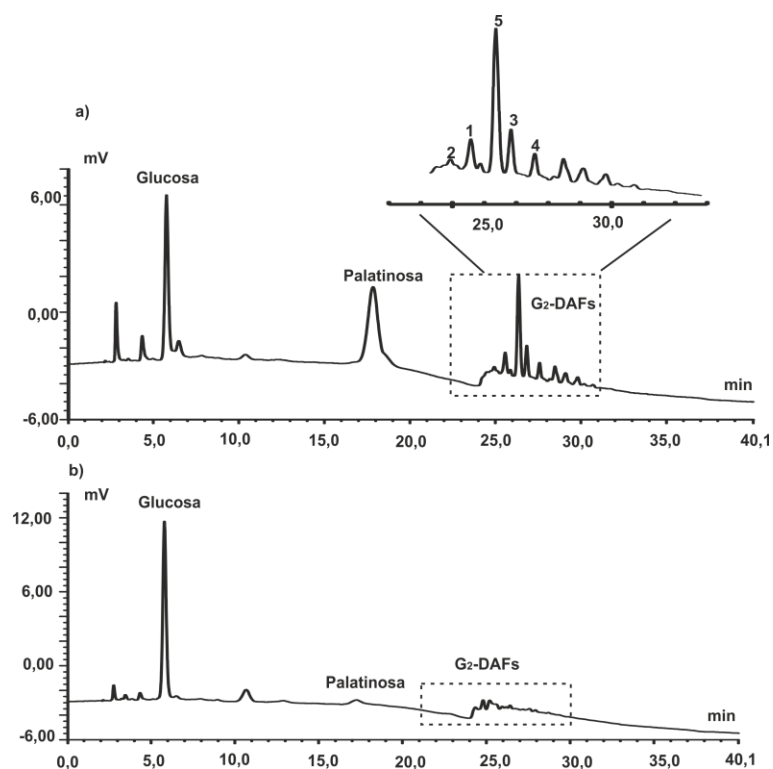 a)
5
1
3
2
4
25,0
30,0
mV
Glucosa
6,00
Palatinosa
G2-DAFs
0,00
min
-6,00
0,0
5,0
10,0
15,0
20,0
25,0
30,0
35,0
40,1
b)
mV
Glucosa
12,00
6,00
0,00
Palatinosa
G2-DAFs
min
-6,00
0,0
5,0
10,0
15,0
20,0
25,0
30,0
35,0
40,1